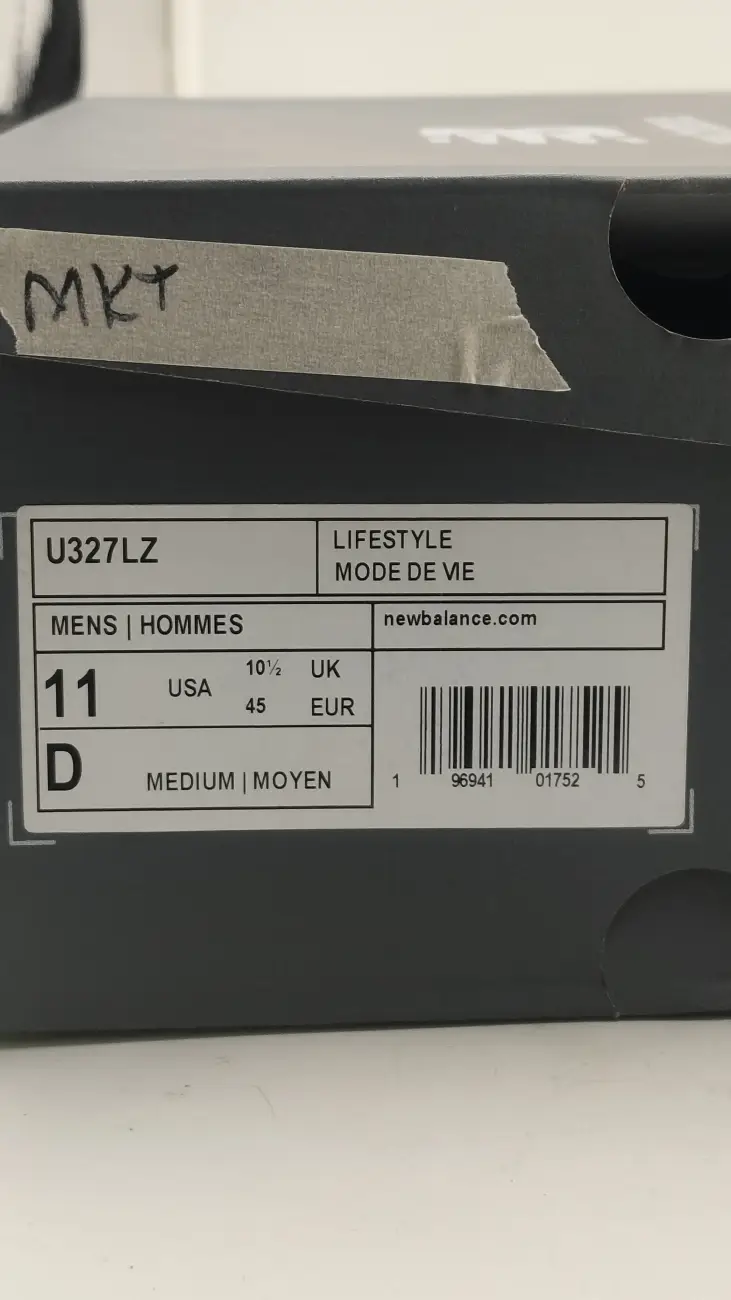 MKT
U327LZ
LIFESTYLE
MODE DE VIE
MENS | HOMMES
newbalance.com
11 USA 10½ UK
45 EUR
D MEDIUM | MOYEN
1 96941 01752 5